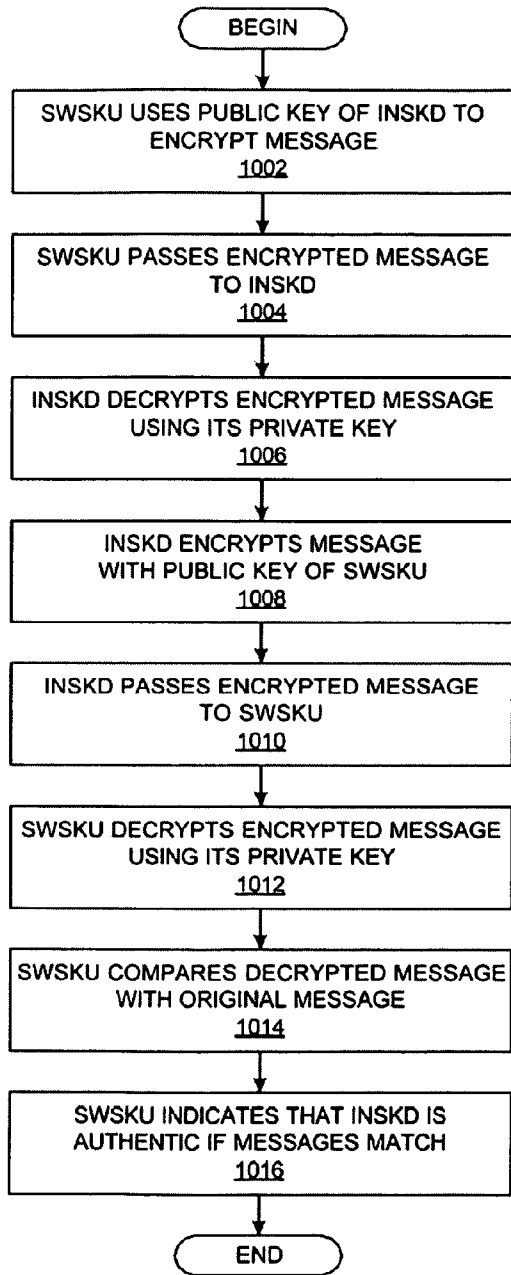 BEGIN
SWSKU USES PUBLIC KEY OF INSKD TO
ENCRYPT MESSAGE
1002
SWSKU PASSES ENCRYPTED MESSAGE
TO INSKD
1004
INSKD DECRYPTS ENCRYPTED MESSAGE
USING ITS PRIVATE KEY
1006
INSKD ENCRYPTS MESSAGE
WITH PUBLIC KEY OF SWSKU
1008
INSKD PASSES ENCRYPTED MESSAGE
TO SWSKU
1010
SWSKU DECRYPTS ENCRYPTED MESSAGE
USING ITS PRIVATE KEY
1012
SWSKU COMPARES DECRYPTED MESSAGE
WITH ORIGINAL MESSAGE
1014
SWSKU INDICATES THAT INSKD IS
AUTHENTIC IF MESSAGES MATCH
1016
END